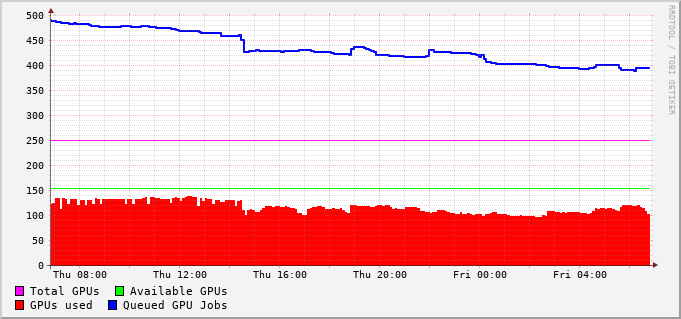 500
450
400
350
300
250
200
150
100
50
0
Thu 08:00 Thu 12:00 Thu 16:00 Thu 20:00 Fri 00:00 Fri 04:00
Total GPUs Available GPUs
GPUs used Queued GPU Jobs
RRDTOOL / TOBI OETIKER